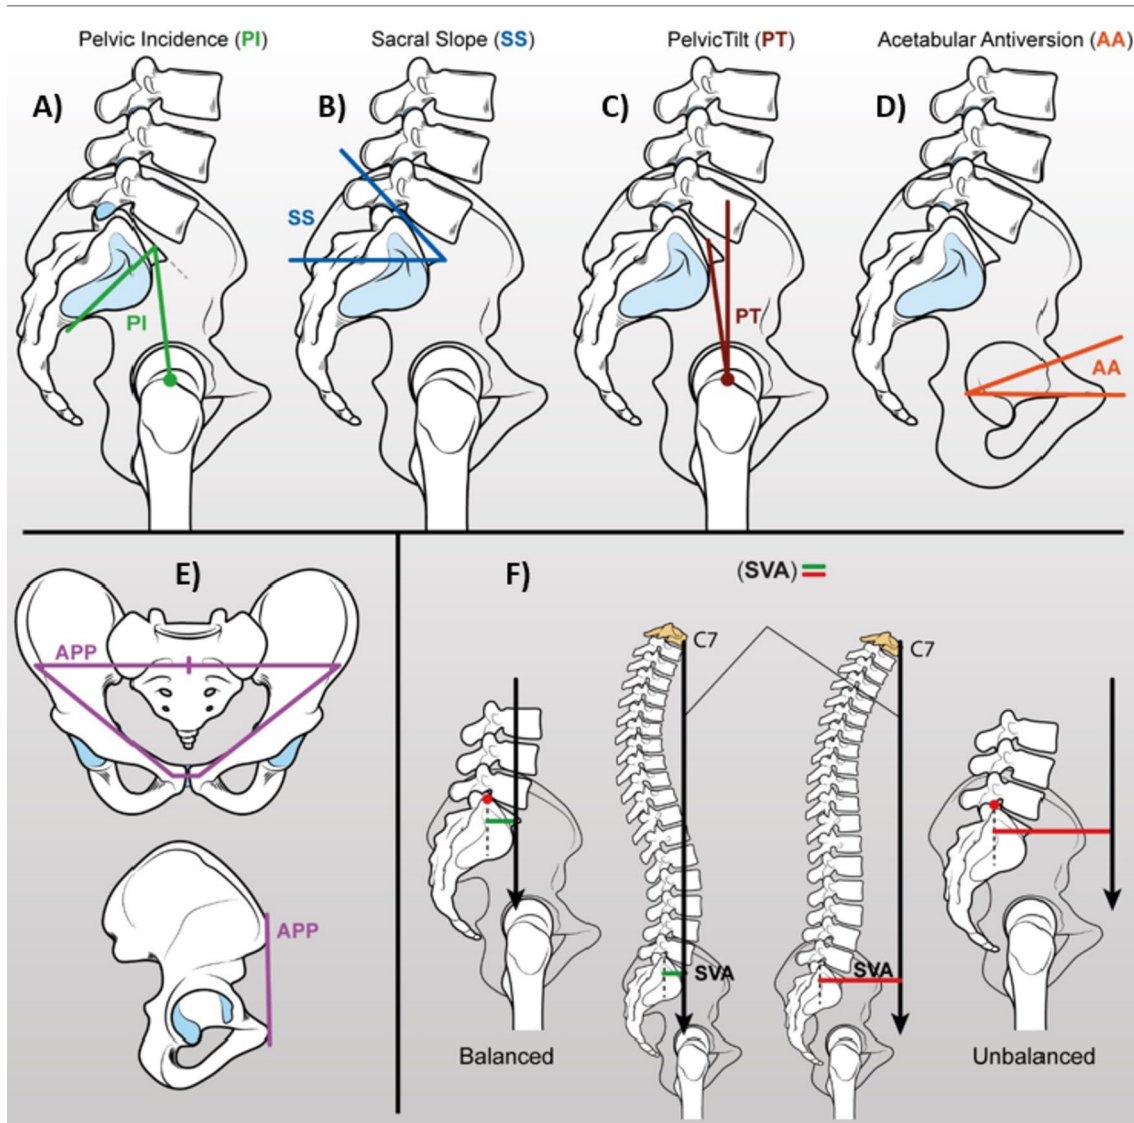 Pelvic Incidence (PI)
Sacral Slope (SS)
PelvicTilt (PT)
Acetabular Antiversion (AA)
A)
B)
C)
D)
SS
PI
PT
AA
E)
F)
(SVA)
APP
C7
C7
APP
SVA
SVA
Balanced
Unbalanced